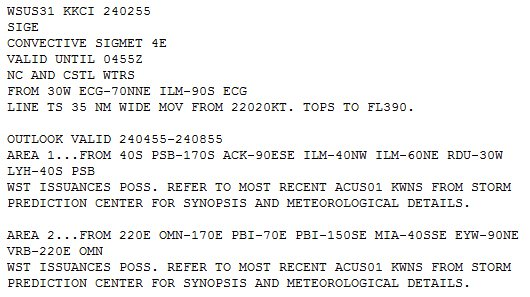 WSUS31 KKCI 240255
SIGE
CONVECTIVE SIGMET 4E
VALID UNTIL 0455Z
NC AND CSTL WTRS
FROM 30W ECG-70NNE ILM-90S ECG
LINE TS 35 NM WIDE MOV FROM 22020KT. TOPS TO FL390.
OUTLOOK VALID 240455-240855
AREA 1...FROM 40S PSB-170S ACK-90ESE ILM-40NW ILM-60NE RDU-30W
LYH-40S PSB
WST ISSUANCES POSS. REFER TO MOST RECENT ACUS01 KWNS FROM STORM
PREDICTION CENTER FOR SYNOPSIS AND METEOROLOGICAL DETAILS.
AREA 2...FROM 220E OMN-170E PBI-70E PBI-150SE MIA-40SSE EYW-90NE
VRB-220E OMN
WST ISSUANCES POSS. REFER TO MOST RECENT ACUS01 KWNS FROM STORM
PREDICTION CENTER FOR SYNOPSIS AND METEOROLOGICAL DETAILS.